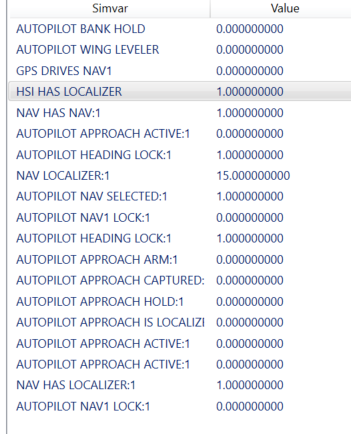 Simvar Value
AUTOPILOT BANK HOLD 0.000000000
AUTOPILOT WING LEVELER 0.000000000
GPS DRIVES NAV1 0.000000000
HSI HAS LOCALIZER 1.000000000
NAV HAS NAV:1 1.000000000
AUTOPILOT APPROACH ACTIVE:1 0.000000000
AUTOPILOT HEADING LOCK:1 1.000000000
NAV LOCALIZER:1 15.000000000
AUTOPILOT NAV SELECTED:1 1.000000000
AUTOPILOT NAV1 LOCK:1 0.000000000
AUTOPILOT HEADING LOCK:1 1.000000000
AUTOPILOT APPROACH ARM:1 0.000000000
AUTOPILOT APPROACH CAPTURED: 0.000000000
AUTOPILOT APPROACH HOLD:1 0.000000000
AUTOPILOT APPROACH IS LOCALIZI 0.000000000
AUTOPILOT APPROACH ACTIVE:1 0.000000000
AUTOPILOT APPROACH ACTIVE:1 0.000000000
NAV HAS LOCALIZER:1 1.000000000
AUTOPILOT NAV1 LOCK:1 0.000000000